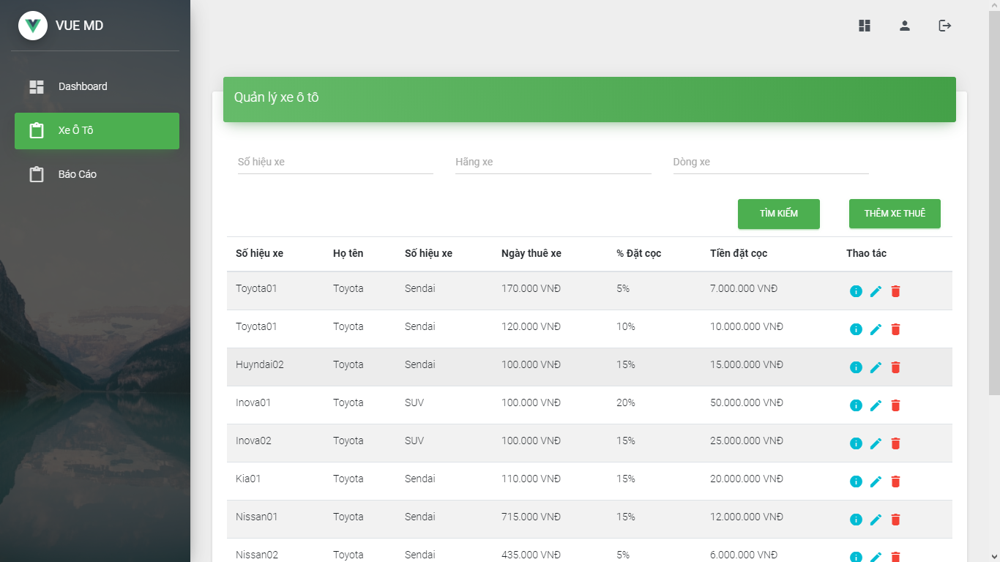 VUE MD
Dashboard
Xe Ô Tô
Báo Cáo
Quản lý xe ô tô
Số hiệu xe Hãng xe Dòng xe
TÌM KIẾM THÊM XE THUÊ
Số hiệu xe Họ tên Số hiệu xe Ngày thuê xe % Đặt cọc Tiền đặt cọc Thao tác
Toyota01 Toyota Sendai 170.000 VNĐ 5% 7.000.000 VNĐ
Toyota01 Toyota Sendai 120.000 VNĐ 10% 10.000.000 VNĐ
Huyndai02 Toyota Sendai 100.000 VNĐ 15% 15.000.000 VNĐ
Inova01 Toyota SUV 100.000 VNĐ 20% 50.000.000 VNĐ
Inova02 Toyota SUV 100.000 VNĐ 15% 25.000.000 VNĐ
Kia01 Toyota Sendai 110.000 VNĐ 15% 20.000.000 VNĐ
Nissan01 Toyota Sendai 715.000 VNĐ 15% 12.000.000 VNĐ
Nissan02 Toyota Sendai 435.000 VNĐ 5% 6.000.000 VNĐ